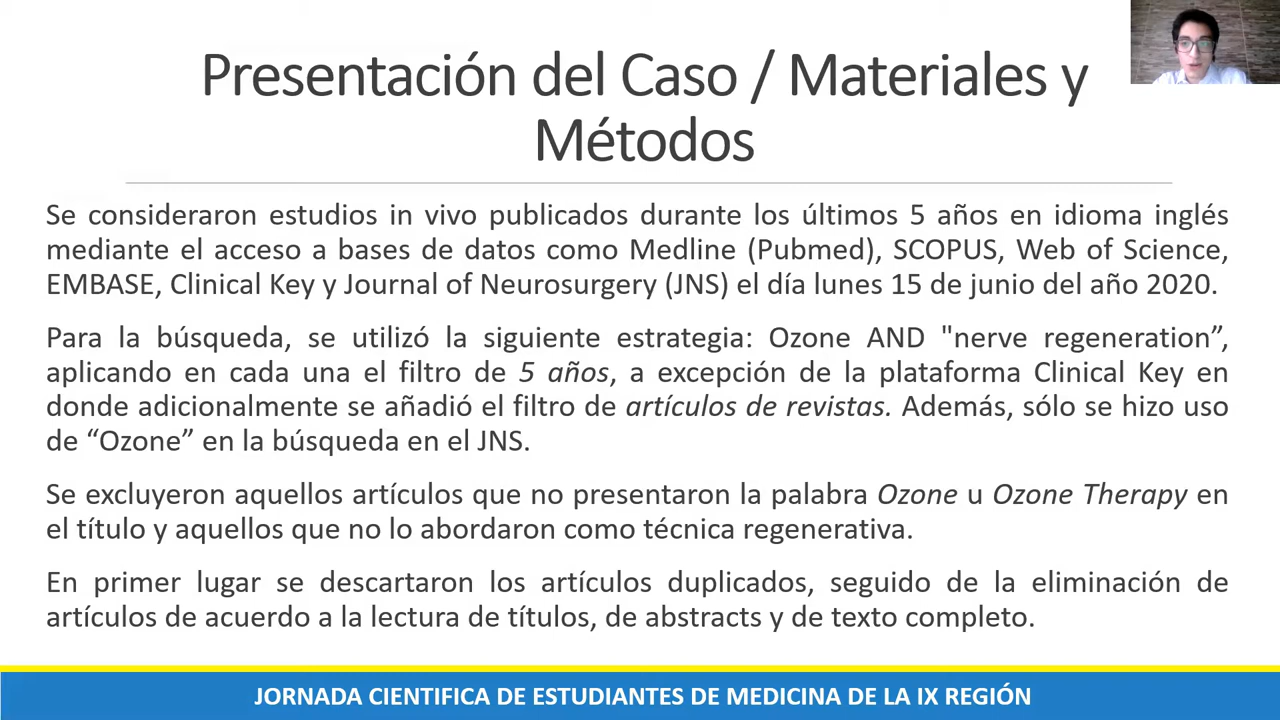 Presentación del Caso / Materiales y
Métodos
Se consideraron estudios in vivo publicados durante los últimos 5 años en idioma inglés
mediante el acceso a bases de datos como Medline (Pubmed), SCOPUS, Web of Science,
EMBASE, Clinical Key y Journal of Neurosurgery (JNS) el día lunes 15 de junio del año 2020.
Para la búsqueda, se utilizó la siguiente estrategia: Ozone AND "nerve regeneration”,
aplicando en cada una el filtro de 5 años, a excepción de la plataforma Clinical Key en
donde adicionalmente se añadió el filtro de artículos de revistas. Además, sólo se hizo uso
de “Ozone” en la búsqueda en el JNS.
Se excluyeron aquellos artículos que no presentaron la palabra Ozone u Ozone Therapy en
el título y aquellos que no lo abordaron como técnica regenerativa.
En primer lugar se descartaron los artículos duplicados, seguido de la eliminación de
artículos de acuerdo a la lectura de títulos, de abstracts y de texto completo.
JORNADA CIENTIFICA DE ESTUDIANTES DE MEDICINA DE LA IX REGIÓN